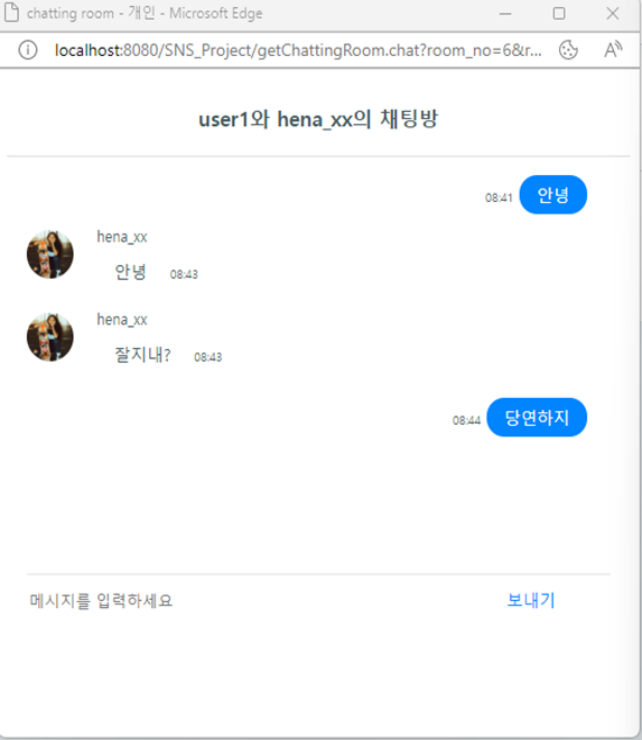 chatting room - 개인 - Microsoft Edge
localhost:8080/SNS_Project/getChattingRoom.chat?room_no=6&r...
user1와 hena_xx의 채팅방
08:41 안녕
hena_xx
안녕 08:43
hena_xx
잘지내? 08:43
08:44 당연하지
메시지를 입력하세요 보내기